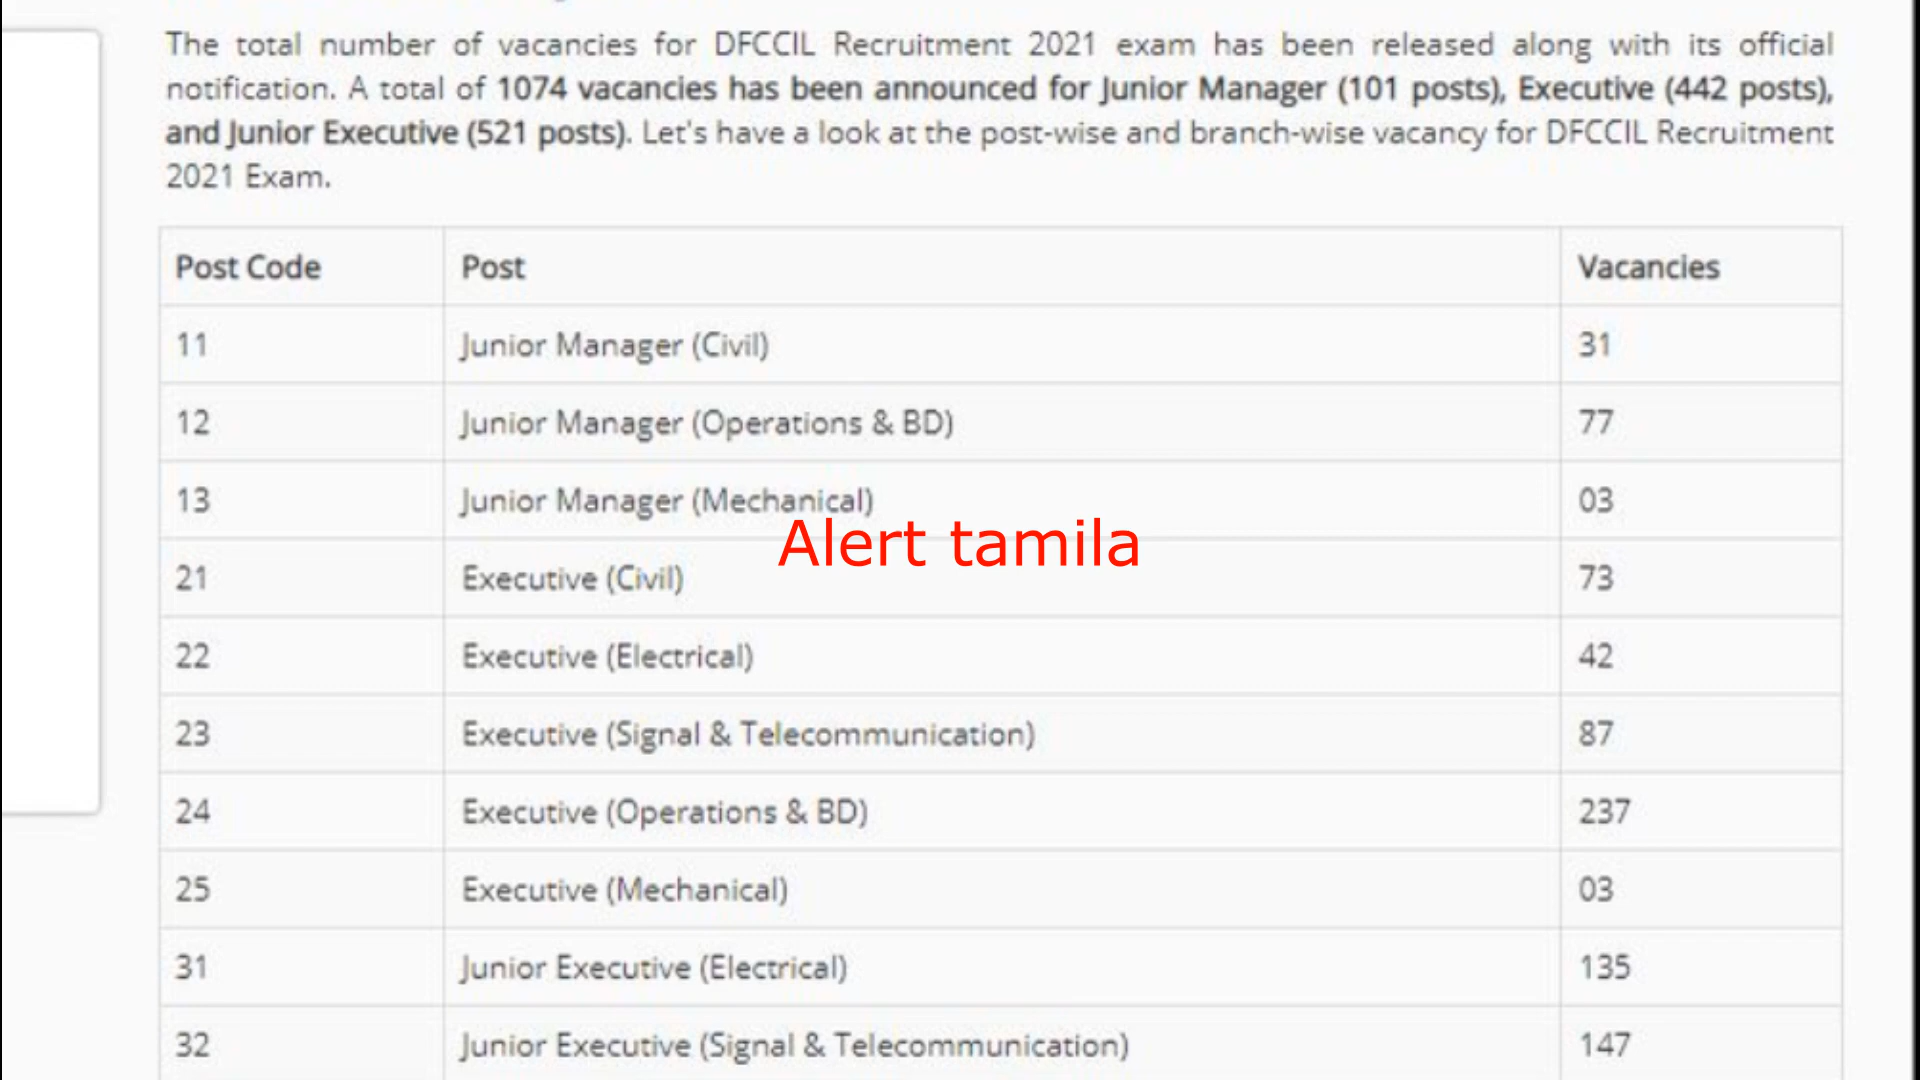 The total number of vacancies for DFCCIL Recruitment 2021 exam has been released along with its official
notification. A total of 1074 vacancies has been announced for Junior Manager (101 posts), Executive (442 posts),
and Junior Executive (521 posts). Let's have a look at the post-wise and branch-wise vacancy for DFCCIL Recruitment
2021 Exam.
Post Code Post Vacancies
11 Junior Manager (Civil) 31
12 Junior Manager (Operations & BD) 77
13 Junior Manager (Mechanical) 03
Alert tamila
21 Executive (Civil) 73
22 Executive (Electrical) 42
23 Executive (Signal & Telecommunication) 87
24 Executive (Operations & BD) 237
25 Executive (Mechanical) 03
31 Junior Executive (Electrical) 135
32 Junior Executive (Signal & Telecommunication) 147